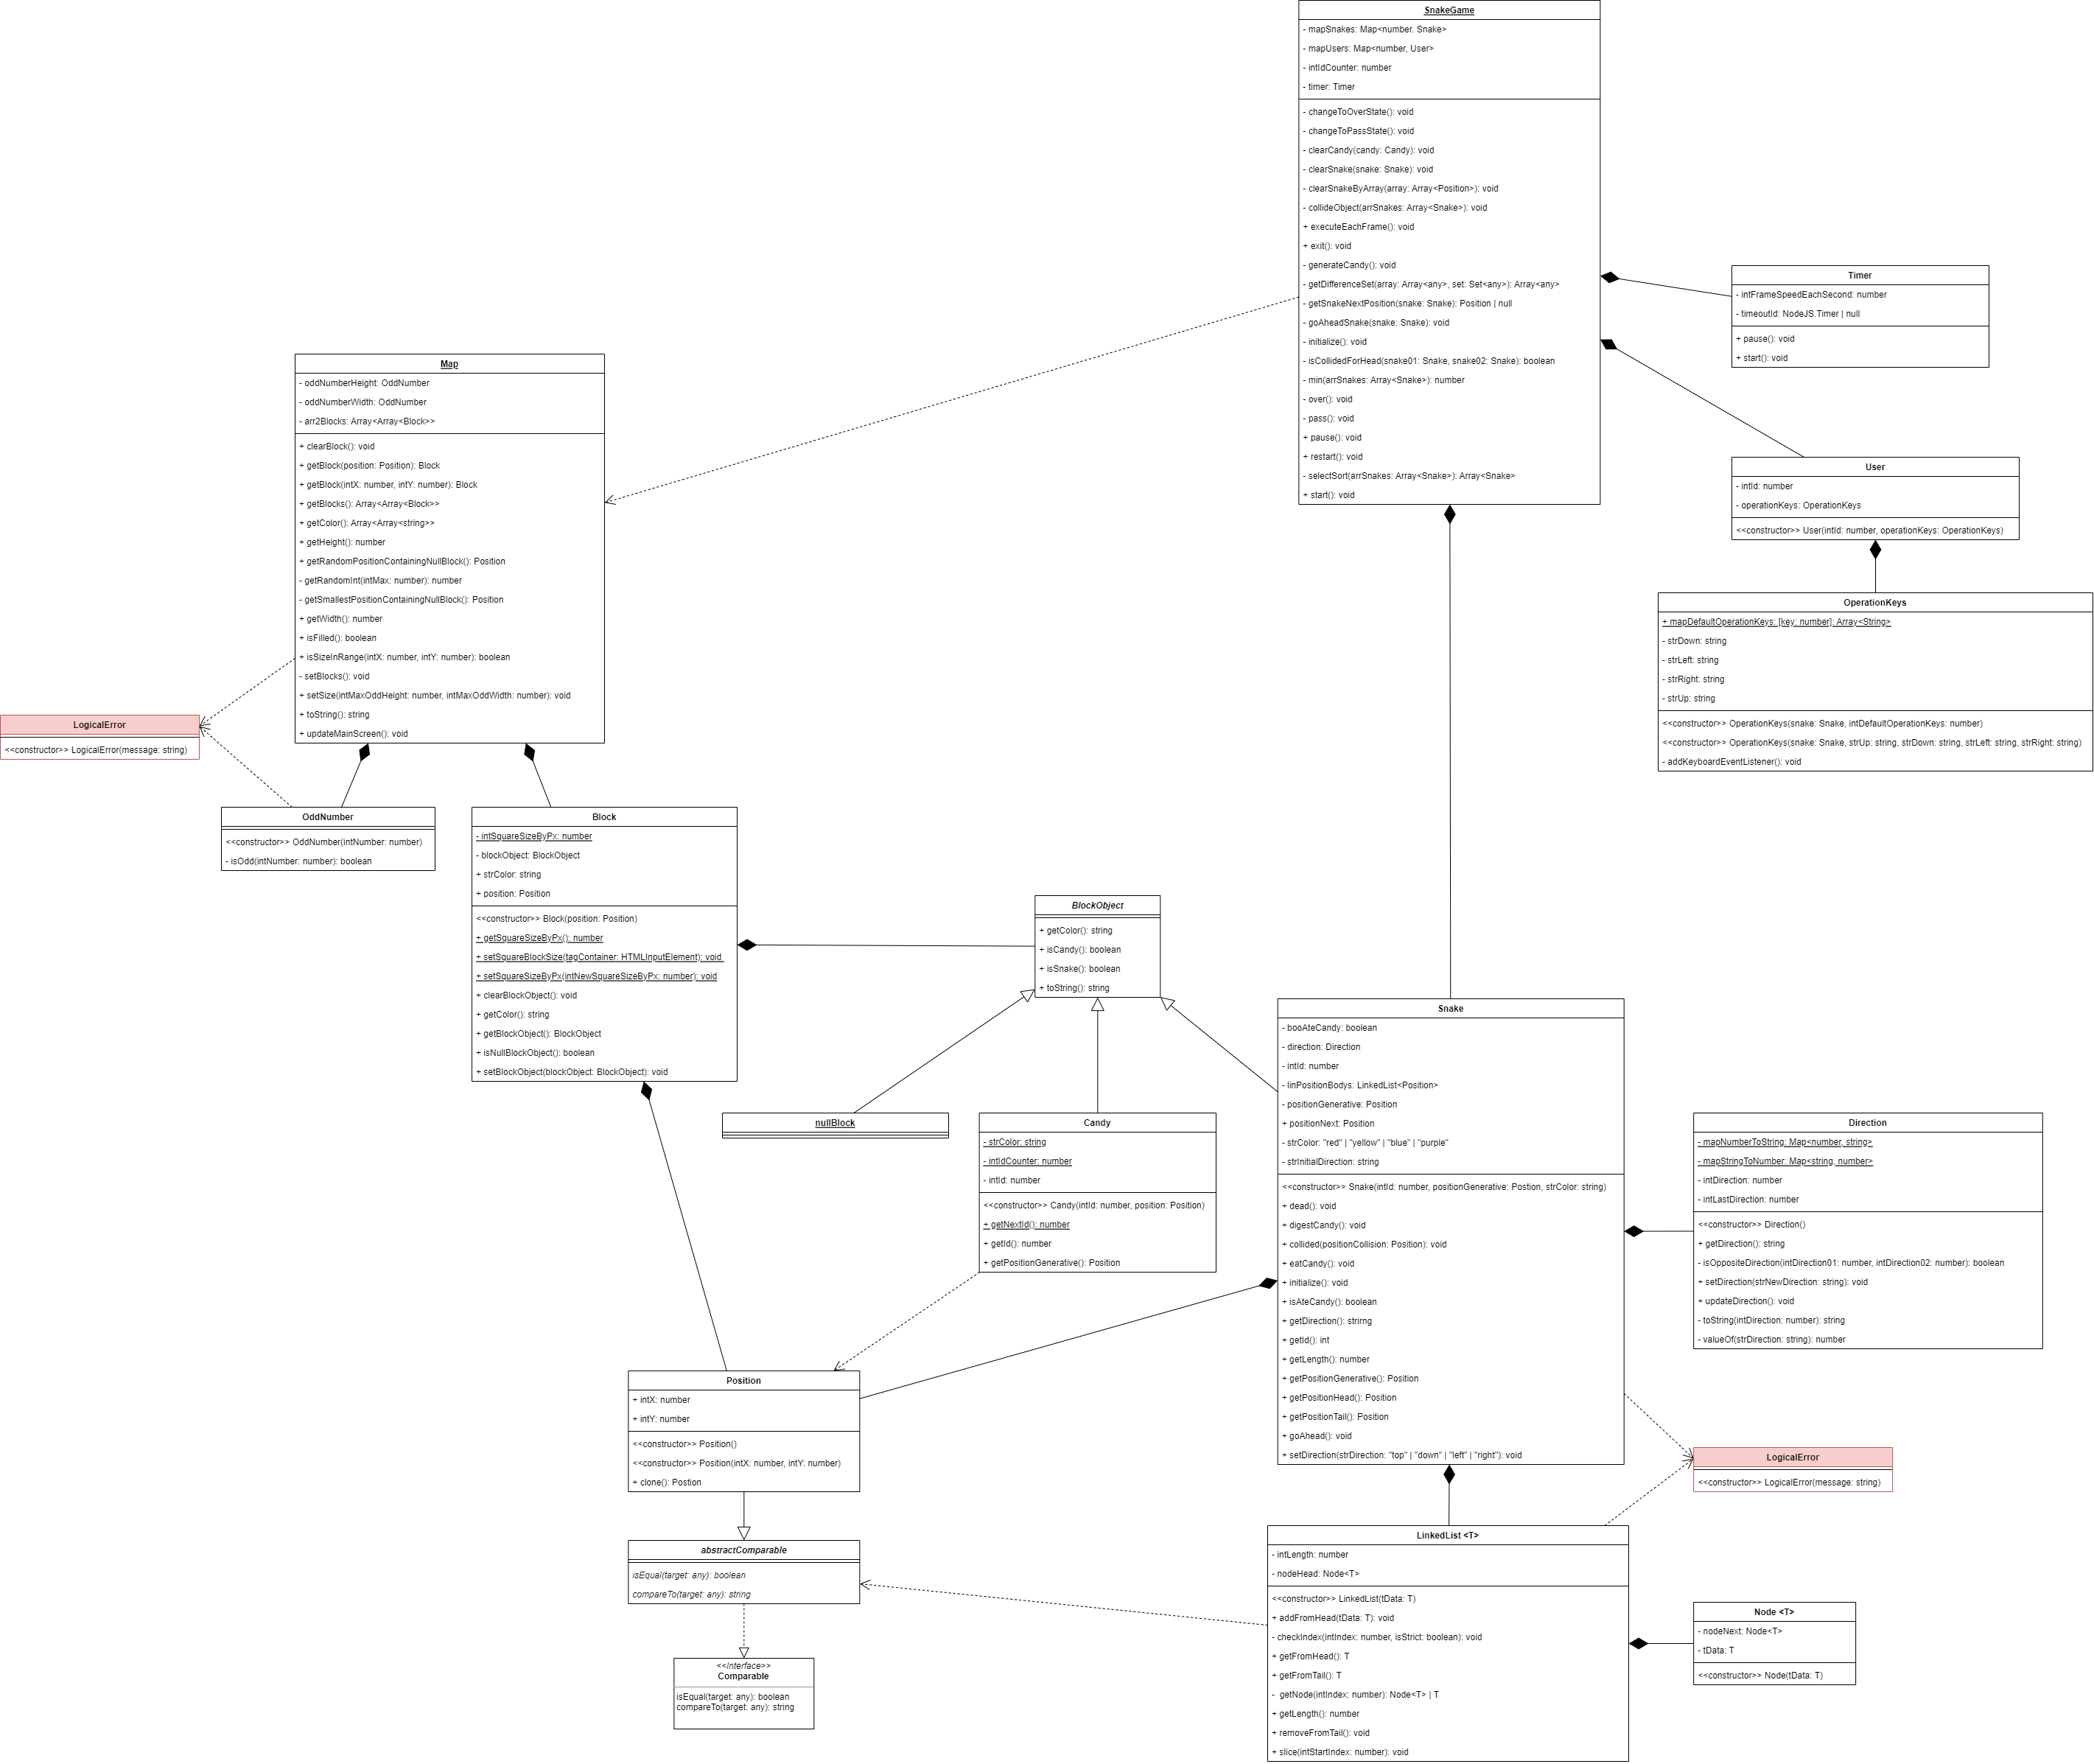 SnakeGame
- mapSnakes: Map<number. Snake>
- mapUsers: Map<number, User>
- intIdCounter: number
- timer: Timer
- changeToOverState(): void
- changeToPassState(): void
- clearCandy(candy: Candy): void
- clearSnake(snake: Snake): void
- clearSnakeByArray(array: Array<Position>): void
- collideObject(arrSnakes: Array<Snake>): void
+ executeEachFrame(): void
+ exit(): void
- generateCandy(): void
- getDifferenceSet(array: Array<any>, set: Set<any>): Array<any>
- getSnakeNextPosition(snake: Snake): Position | null
- goAheadSnake(snake: Snake): void
- initialize(): void
- isCollidedForHead(snake01: Snake, snake02: Snake): boolean
- min(arrSnakes: Array<Snake>): number
- over(): void
- pass(): void
+ pause(): void
+ restart(): void
- selectSort(arrSnakes: Array<Snake>): Array<Snake>
+ start(): void
Timer
- intFrameSpeedEachSecond: number
- timeoutId: NodeJS.Timer | null
+ pause(): void
+ start(): void
User
- intId: number
- operationKeys: OperationKeys
<<constructor>> User(intId: number, operationKeys: OperationKeys)
OperationKeys
+ mapDefaultOperationKeys: [key: number]: Array<String>
- strDown: string
- strLeft: string
- strRight: string
- strUp: string
<<constructor>> OperationKeys(snake: Snake, intDefaultOperationKeys: number)
<<constructor>> OperationKeys(snake: Snake, strUp: string, strDown: string, strLeft: string, strRight: string)
- addKeyboardEventListener(): void
Map
- oddNumberHeight: OddNumber
- oddNumberWidth: OddNumber
- arr2Blocks: Array<Array<Block>>
+ clearBlock(): void
+ getBlock(position: Position): Block
+ getBlock(intX: number, intY: number): Block
+ getBlocks(): Array<Array<Block>>
+ getColor(): Array<Array<string>>
+ getHeight(): number
+ getRandomPositionContainingNullBlock(): Position
- getRandomInt(intMax: number): number
- getSmallestPositionContainingNullBlock(): Position
+ getWidth(): number
+ isFilled(): boolean
+ isSizeInRange(intX: number, intY: number): boolean
- setBlocks(): void
+ setSize(intMaxOddHeight: number, intMaxOddWidth: number): void
+ toString(): string
+ updateMainScreen(): void
LogicalError
<<constructor>> LogicalError(message: string)
OddNumber
<<constructor>> OddNumber(intNumber: number)
- isOdd(intNumber: number): boolean
Block
- intSquareSizeByPx: number
- blockObject: BlockObject
+ strColor: string
+ position: Position
<<constructor>> Block(position: Position)
+ getSquareSizeByPx(): number
+ setSquareBlockSize(tagContainer: HTMLInputElement): void
+ setSquareSizeByPx(intNewSquareSizeByPx: number): void
+ clearBlockObject(): void
+ getColor(): string
+ getBlockObject(): BlockObject
+ isNullBlockObject(): boolean
+ setBlockObject(blockObject: BlockObject): void
BlockObject
+ getColor(): string
+ isCandy(): boolean
+ isSnake(): boolean
+ toString(): string
nullBlock
Candy
- strColor: string
- intIdCounter: number
- intId: number
<<constructor>> Candy(intId: number, position: Position)
+ getNextId(): number
+ getId(): number
+ getPositionGenerative(): Position
Snake
- booAteCandy: boolean
- direction: Direction
- intId: number
- linPositionBodys: LinkedList<Position>
- positionGenerative: Position
+ positionNext: Position
- strColor: "red" | "yellow" | "blue" | "purple"
- strInitialDirection: string
<<constructor>> Snake(intId: number, positionGenerative: Postion, strColor: string)
+ dead(): void
+ digestCandy(): void
+ collided(positionCollision: Position): void
+ eatCandy(): void
+ initialize(): void
+ isAteCandy(): boolean
+ getDirection(): strirng
+ getId(): int
+ getLength(): number
+ getPositionGenerative(): Position
+ getPositionHead(): Position
+ getPositionTail(): Position
+ goAhead(): void
+ setDirection(strDirection: "top" | "down" | "left" | "right"): void
Direction
- mapNumberToString: Map<number, string>
- mapStringToNumber: Map<string, number>
- intDirection: number
- intLastDirection: number
<<constructor>> Direction()
+ getDirection(): string
- isOppositeDirection(intDirection01: number, intDirection02: number): boolean
+ setDirection(strNewDirection: string): void
+ updateDirection(): void
- toString(intDirection: number): string
- valueOf(strDirection: string): number
Position
+ intX: number
+ intY: number
<<constructor>> Position()
<<constructor>> Position(intX: number, intY: number)
+ clone(): Postion
LogicalError
<<constructor>> LogicalError(message: string)
abstractComparable
isEqual(target: any): boolean
compareTo(target: any): string
<<Interface>>
Comparable
isEqual(target: any): boolean
compareTo(target: any): string
LinkedList <T>
- intLength: number
- nodeHead: Node<T>
<<constructor>> LinkedList(tData: T)
+ addFromHead(tData: T): void
- checkIndex(intIndex: number, isStrict: boolean): void
+ getFromHead(): T
+ getFromTail(): T
- getNode(intIndex: number): Node<T> | T
+ getLength(): number
+ removeFromTail(): void
+ slice(intStartIndex: number): void
Node <T>
- nodeNext: Node<T>
- tData: T
<<constructor>> Node(tData: T)